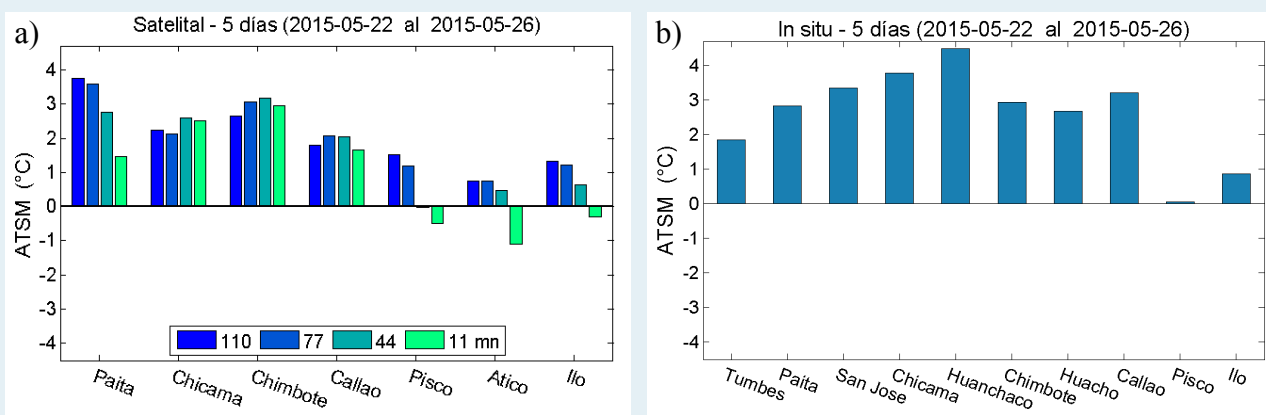 a)
Satelital - 5 días (2015-05-22 al 2015-05-26)
ATSM (°C)
4
3
2
1
0
-1
-2
-3
-4
110 77 44 11 mn
Paita Chicama Chimbote Callao Pisco Atico Ilo
b)
In situ - 5 días (2015-05-22 al 2015-05-26)
ATSM (°C)
4
3
2
1
0
-1
-2
-3
-4
Tumbes Paita San Jose Chicama Huanchaco Chimbote Huacho Callao Pisco Ilo